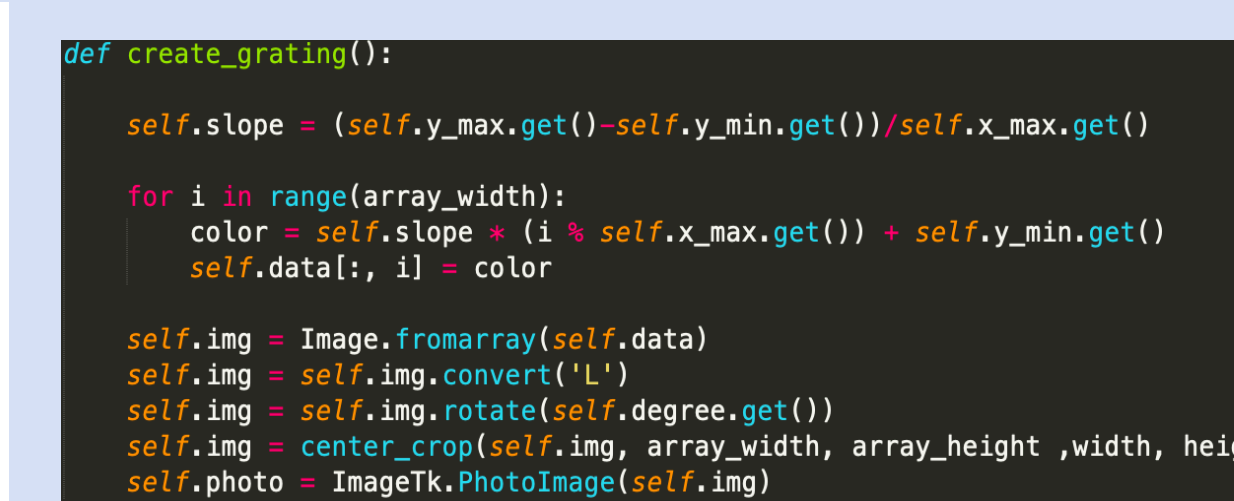 def create_grating():
self.slope = (self.y_max.get()-self.y_min.get())/self.x_max.get()
for i in range(array_width):
color = self.slope * (i % self.x_max.get()) + self.y_min.get()
self.data[:, i] = color
self.img = Image.fromarray(self.data)
self.img = self.img.convert('L')
self.img = self.img.rotate(self.degree.get())
self.img = center_crop(self.img, array_width, array_height ,width,
self.photo = ImageTk.PhotoImage(self.img)